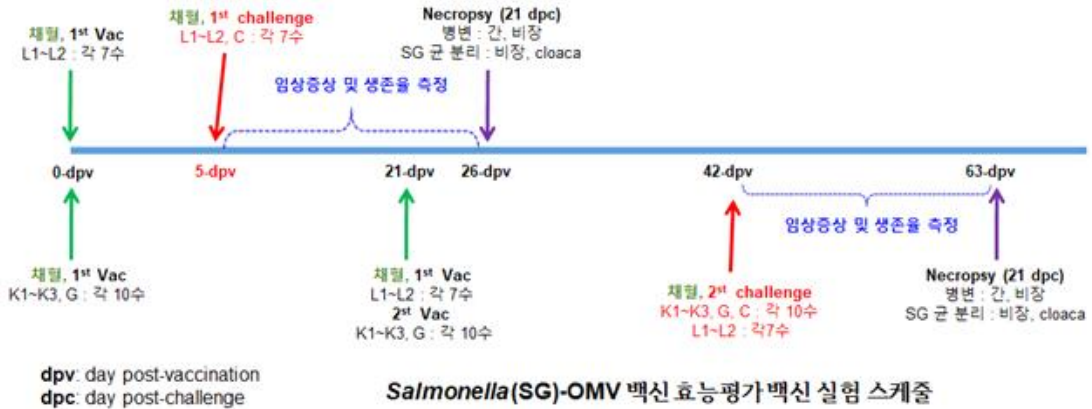 채혈, 1st Vac
L1~L2 : 각 7수
채혈, 1st challenge
L1~L2, C : 각 7수
Necropsy (21 dpc)
병변 : 간, 비장
SG 균 분리 : 비장, cloaca
임상증상 및 생존율 측정
0-dpv
5-dpv
21-dpv
26-dpv
42-dpv
63-dpv
임상증상 및 생존율 측정
채혈, 1st Vac
K1~K3, G : 각 10수
채혈, 1st Vac
L1~L2 : 각 7수
2st Vac
K1~K3, G : 각 10수
채혈, 2st challenge
K1~K3, G, C : 각 10수
L1~L2 : 각7수
Necropsy (21 dpc)
병변 : 간, 비장
SG 균 분리 : 비장, cloaca
dpv: day post-vaccination
dpc: day post-challenge
Salmonella(SG)-OMV 백신 효능평가 백신 실험 스케줄